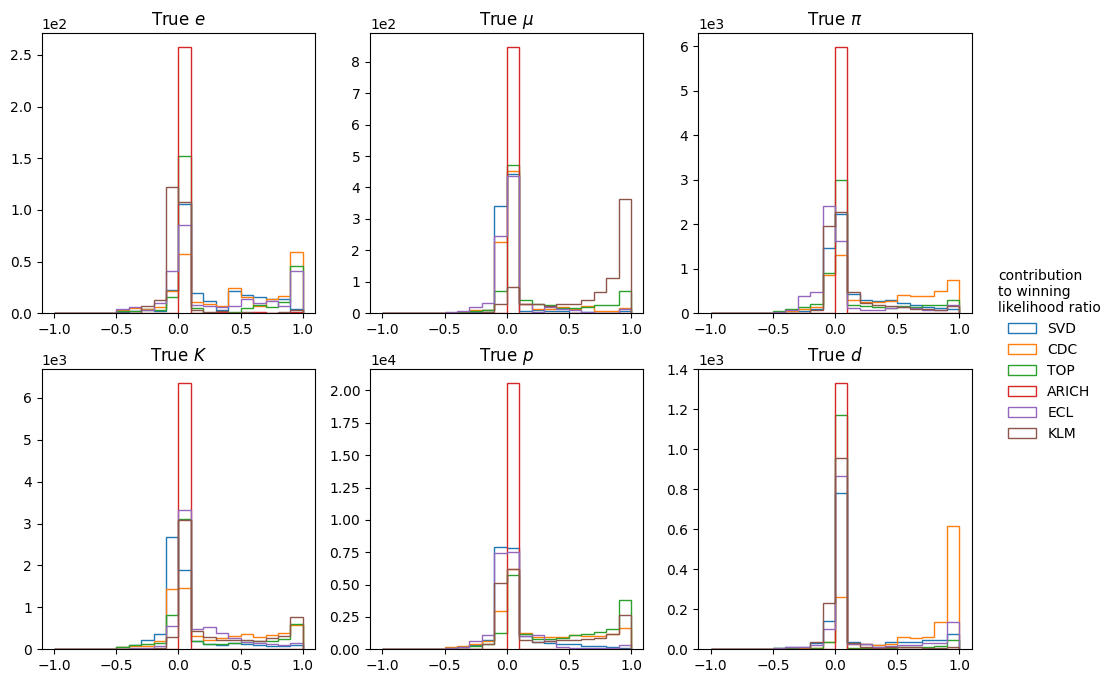 True e
1e2
2.5
2.0
1.5
1.0
0.5
0.0
−1.0 −0.5 0.0 0.5 1.0
True μ
1e2
8
7
6
5
4
3
2
1
0
−1.0 −0.5 0.0 0.5 1.0
True π
1e3
6
5
4
3
2
1
0
−1.0 −0.5 0.0 0.5 1.0
True K
1e3
6
5
4
3
2
1
0
−1.0 −0.5 0.0 0.5 1.0
True p
1e4
2.00
1.75
1.50
1.25
1.00
0.75
0.50
0.25
0.00
−1.0 −0.5 0.0 0.5 1.0
True d
1e3
1.4
1.2
1.0
0.8
0.6
0.4
0.2
0.0
−1.0 −0.5 0.0 0.5 1.0
contribution
to winning
likelihood ratio
SVD
CDC
TOP
ARICH
ECL
KLM